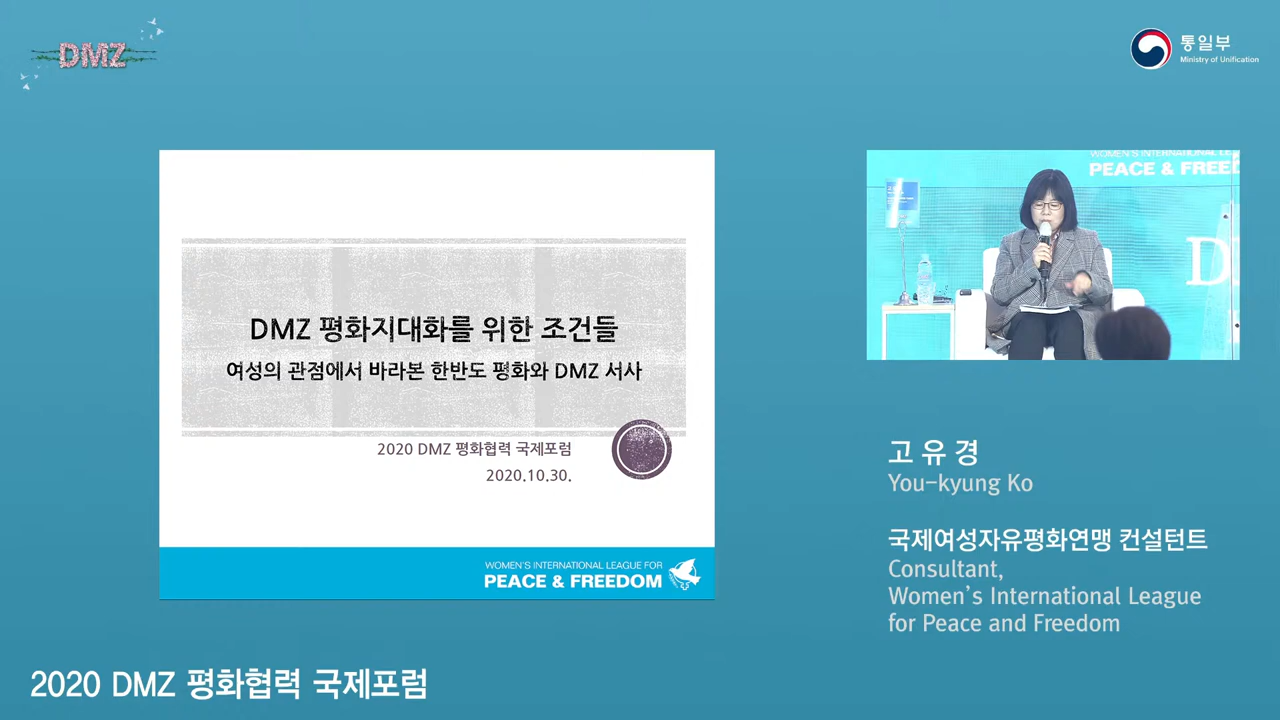 DMZ
통일부
Ministry of Unification
DMZ 평화지대화를 위한 조건들
여성의 관점에서 바라본 한반도 평화와 DMZ 서사
2020 DMZ 평화협력 국제포럼
2020.10.30.
WOMEN'S INTERNATIONAL LEAGUE FOR
PEACE & FREEDOM
WOMEN'S INTERNATIONAL LE
PEACE & FREED
D
고유경
You-kyung Ko
국제여성자유평화연맹 컨설턴트
Consultant,
Women's International League
for Peace and Freedom
2020 DMZ 평화협력 국제포럼